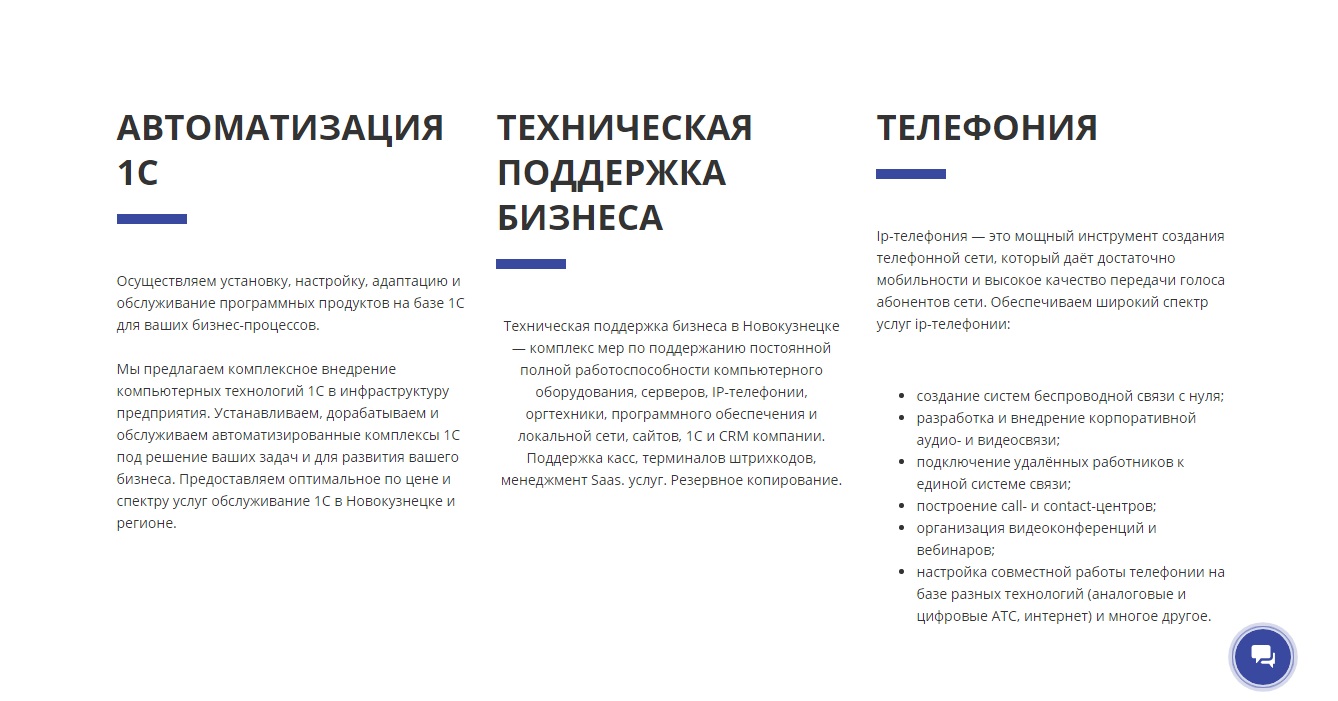 АВТОМАТИЗАЦИЯ
1С
Осуществляем установку, настройку, адаптацию и
обслуживание программных продуктов на базе 1С
для ваших бизнес-процессов.
Мы предлагаем комплексное внедрение
компьютерных технологий 1С в инфраструктуру
предприятия. Устанавливаем, дорабатываем и
обслуживаем автоматизированные комплексы 1С
под решение ваших задач и для развития вашего
бизнеса. Предоставляем оптимальное по цене и
спектру услуг обслуживание 1С в Новокузнецке и
регионе.
ТЕХНИЧЕСКАЯ
ПОДДЕРЖКА
БИЗНЕСА
Техническая поддержка бизнеса в Новокузнецке
— комплекс мер по поддержанию постоянной
полной работоспособности компьютерного
оборудования, серверов, IP-телефонии,
оргтехники, программного обеспечения и
локальной сети, сайтов, 1С и CRM компании.
Поддержка касс, терминалов штрихкодов,
менеджмент Saas. услуг. Резервное копирование.
ТЕЛЕФОНИЯ
Ip-телефония — это мощный инструмент создания
телефонной сети, который даёт достаточно
мобильности и высокое качество передачи голоса
абонентов сети. Обеспечиваем широкий спектр
услуг ip-телефонии:
• создание систем беспроводной связи с нуля;
• разработка и внедрение корпоративной
аудио- и видеосвязи;
• подключение удалённых работников к
единой системе связи;
• построение call- и contact-центров;
• организация видеоконференций и
вебинаров;
• настройка совместной работы телефонии на
базе разных технологий (аналоговые и
цифровые АТС, интернет) и многое другое.